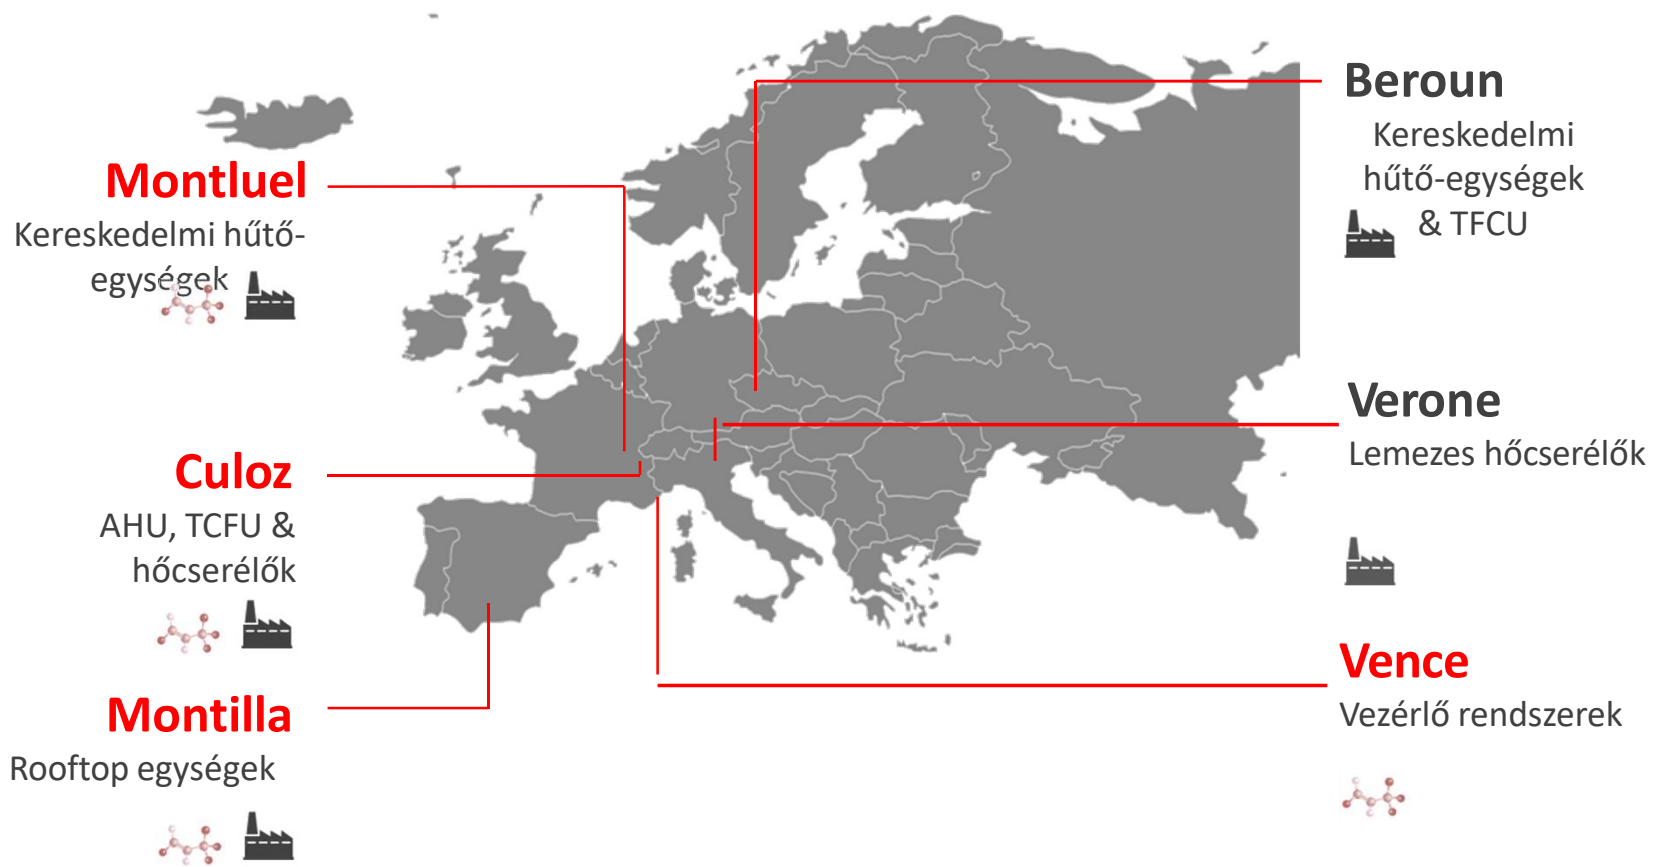 Montluel
Kereskedelmi hűtő-
egységek
Culoz
AHU, TCFU &
hőcserélők
Montilla
Rooftop egységek
Beroun
Kereskedelmi
hűtő-egységek
& TFCU
Verone
Lemezes hőcserélők
Vence
Vezérlő rendszerek